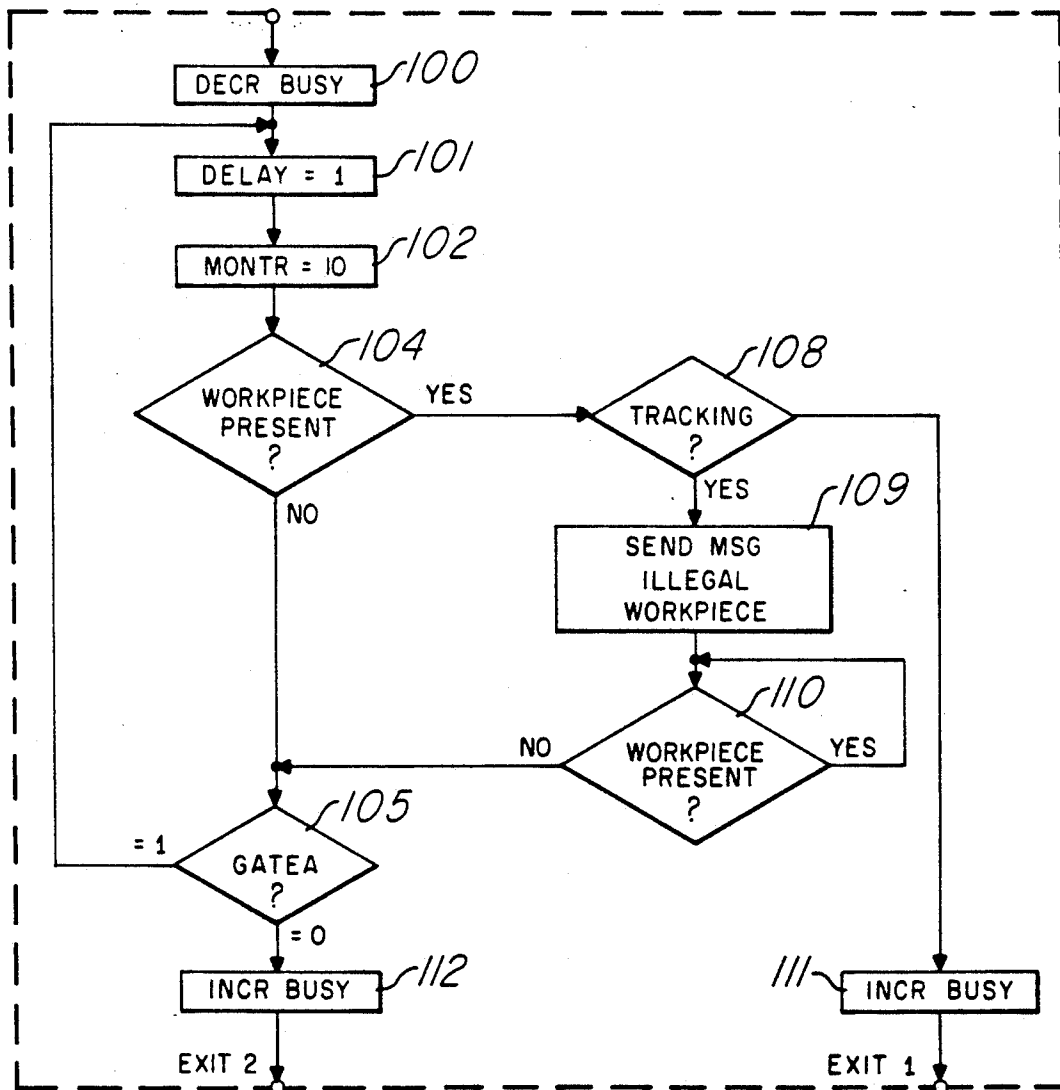 DECR BUSY
100
DELAY = 1
101
MONTR = 10
102
WORKPIECE
PRESENT
?
104
YES
NO
TRACKING
?
108
YES
SEND MSG
ILLEGAL
WORKPIECE
109
WORKPIECE
PRESENT
?
110
NO
YES
GATEA
?
105
= 1
=0
INCR BUSY
112
111
INCR BUSY
EXIT 2
EXIT 1